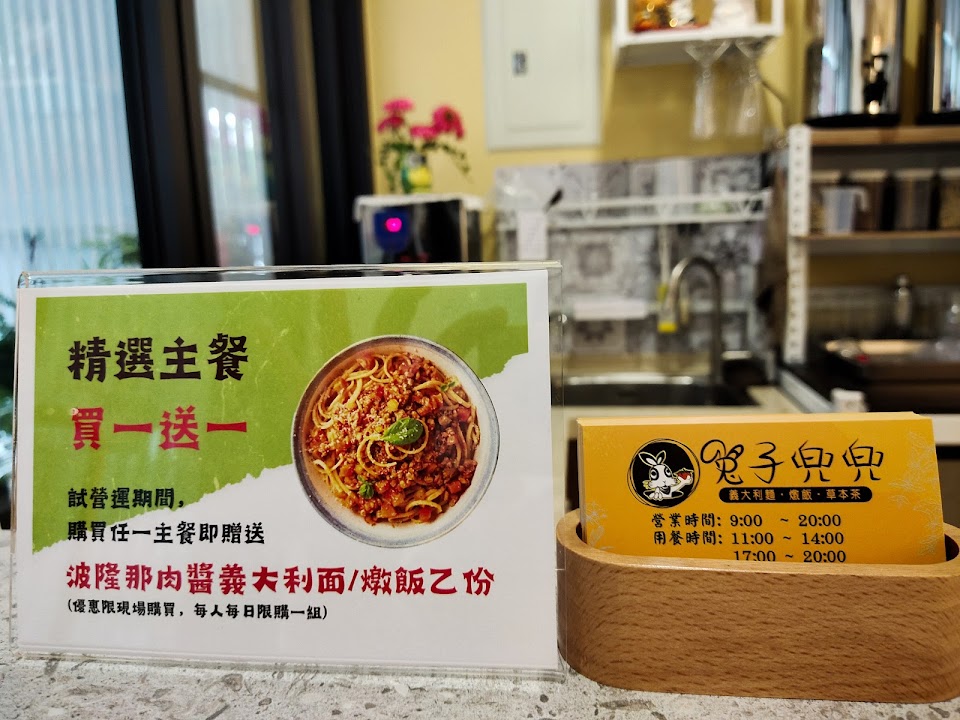 精選主餐
買一送一
試營運期間，
購買任一主餐即贈送
波隆那肉醬義大利面/燉飯乙份
(優惠限現場購買，每人每日限購一組)
兔子兜兜
義大利麵·燉飯·草本茶
營業時間: 9:00 ~ 20:00
用餐時間: 11:00 ~ 14:00
17:00 ~ 20:00